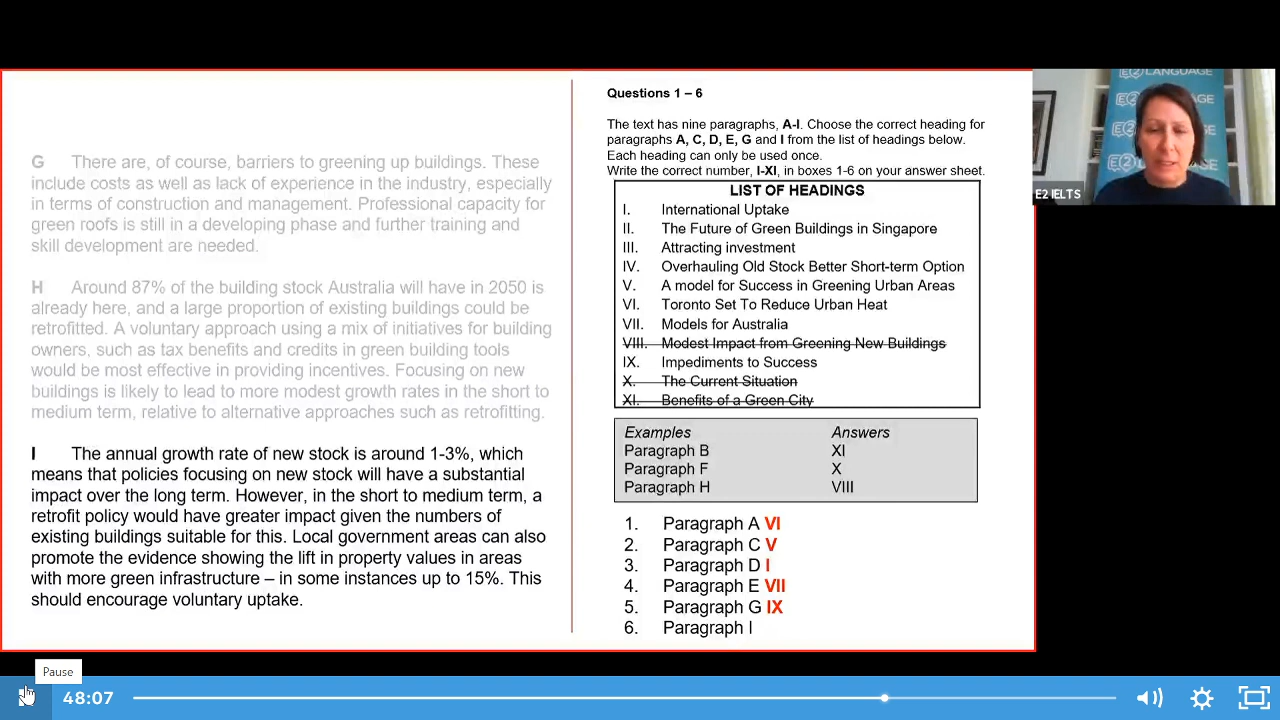 G There are, of course, barriers to greening up buildings. These
include costs as well as lack of experience in the industry, especially
in terms of construction and management. Professional capacity for
green roofs is still in a developing phase and further training and
skill development are needed.
H Around 87% of the building stock Australia will have in 2050 is
already here, and a large proportion of existing buildings could be
retrofitted. A voluntary approach using a mix of initiatives for building
owners, such as tax benefits and credits in green building tools
would be most effective in providing incentives. Focusing on new
buildings is likely to lead to more modest growth rates in the short to
medium term, relative to alternative approaches such as retrofitting.
I The annual growth rate of new stock is around 1-3%, which
means that policies focusing on new stock will have a substantial
impact over the long term. However, in the short to medium term, a
retrofit policy would have greater impact given the numbers of
existing buildings suitable for this. Local government areas can also
promote the evidence showing the lift in property values in areas
with more green infrastructure – in some instances up to 15%. This
should encourage voluntary uptake.
Questions 1 – 6
The text has nine paragraphs, A-I. Choose the correct heading for
paragraphs A, C, D, E, G and I from the list of headings below.
Each heading can only be used once.
Write the correct number, I-XI, in boxes 1-6 on your answer sheet.
LIST OF HEADINGS
I. International Uptake
II. The Future of Green Buildings in Singapore
III. Attracting investment
IV. Overhauling Old Stock Better Short-term Option
V. A model for Success in Greening Urban Areas
VI. Toronto Set To Reduce Urban Heat
VII. Models for Australia
VIII. Modest Impact from Greening New Buildings
IX. Impediments to Success
X. The Current Situation
XI. Benefits of a Green City
Examples Answers
Paragraph B XI
Paragraph F X
Paragraph H VIII
1. Paragraph A VI
2. Paragraph C V
3. Paragraph D I
4. Paragraph E VII
5. Paragraph G IX
6. Paragraph I
E2 LANGUAGE
E2 IELTS
Pause
48:07